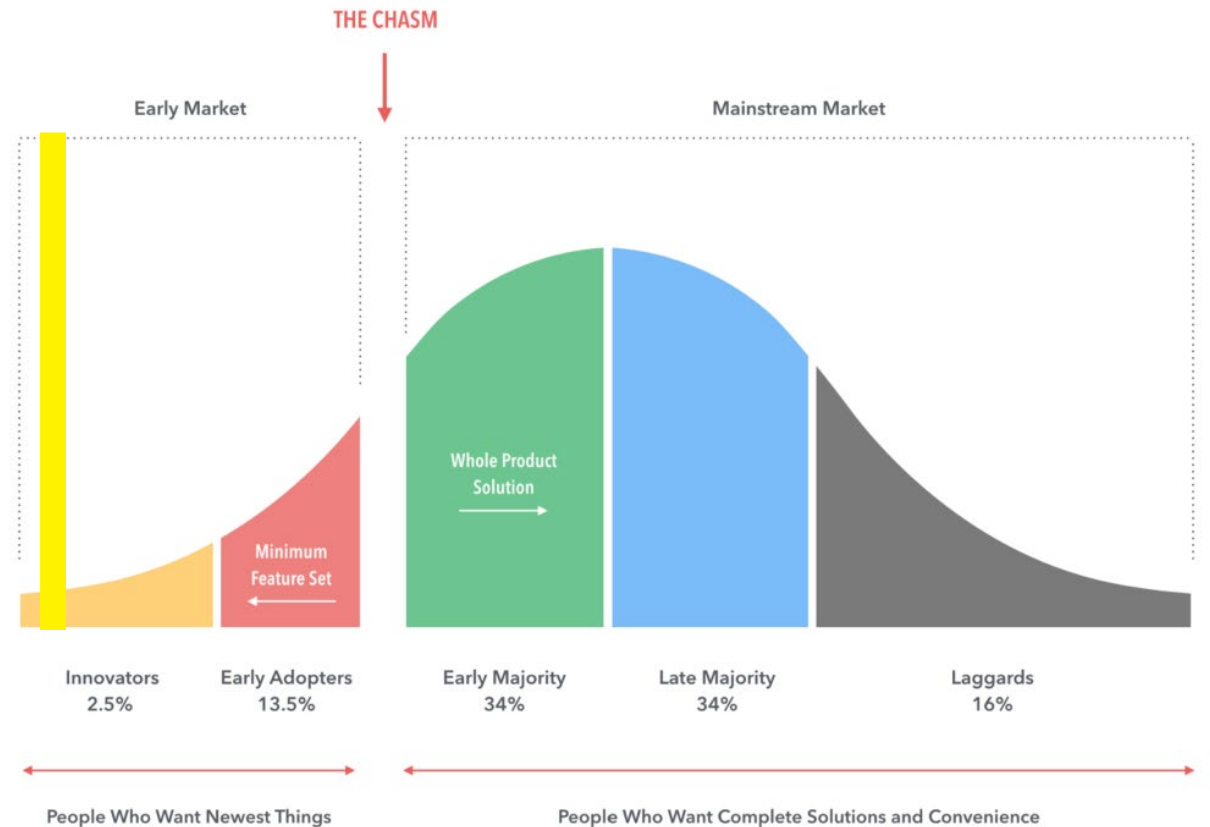 THE CHASM
Early Market
Mainstream Market
Whole Product
Solution
Minimum
Feature Set
Innovators
2.5%
Early Adopters
13.5%
Early Majority
34%
Late Majority
34%
Laggards
16%
People Who Want Newest Things
People Who Want Complete Solutions and Convenience